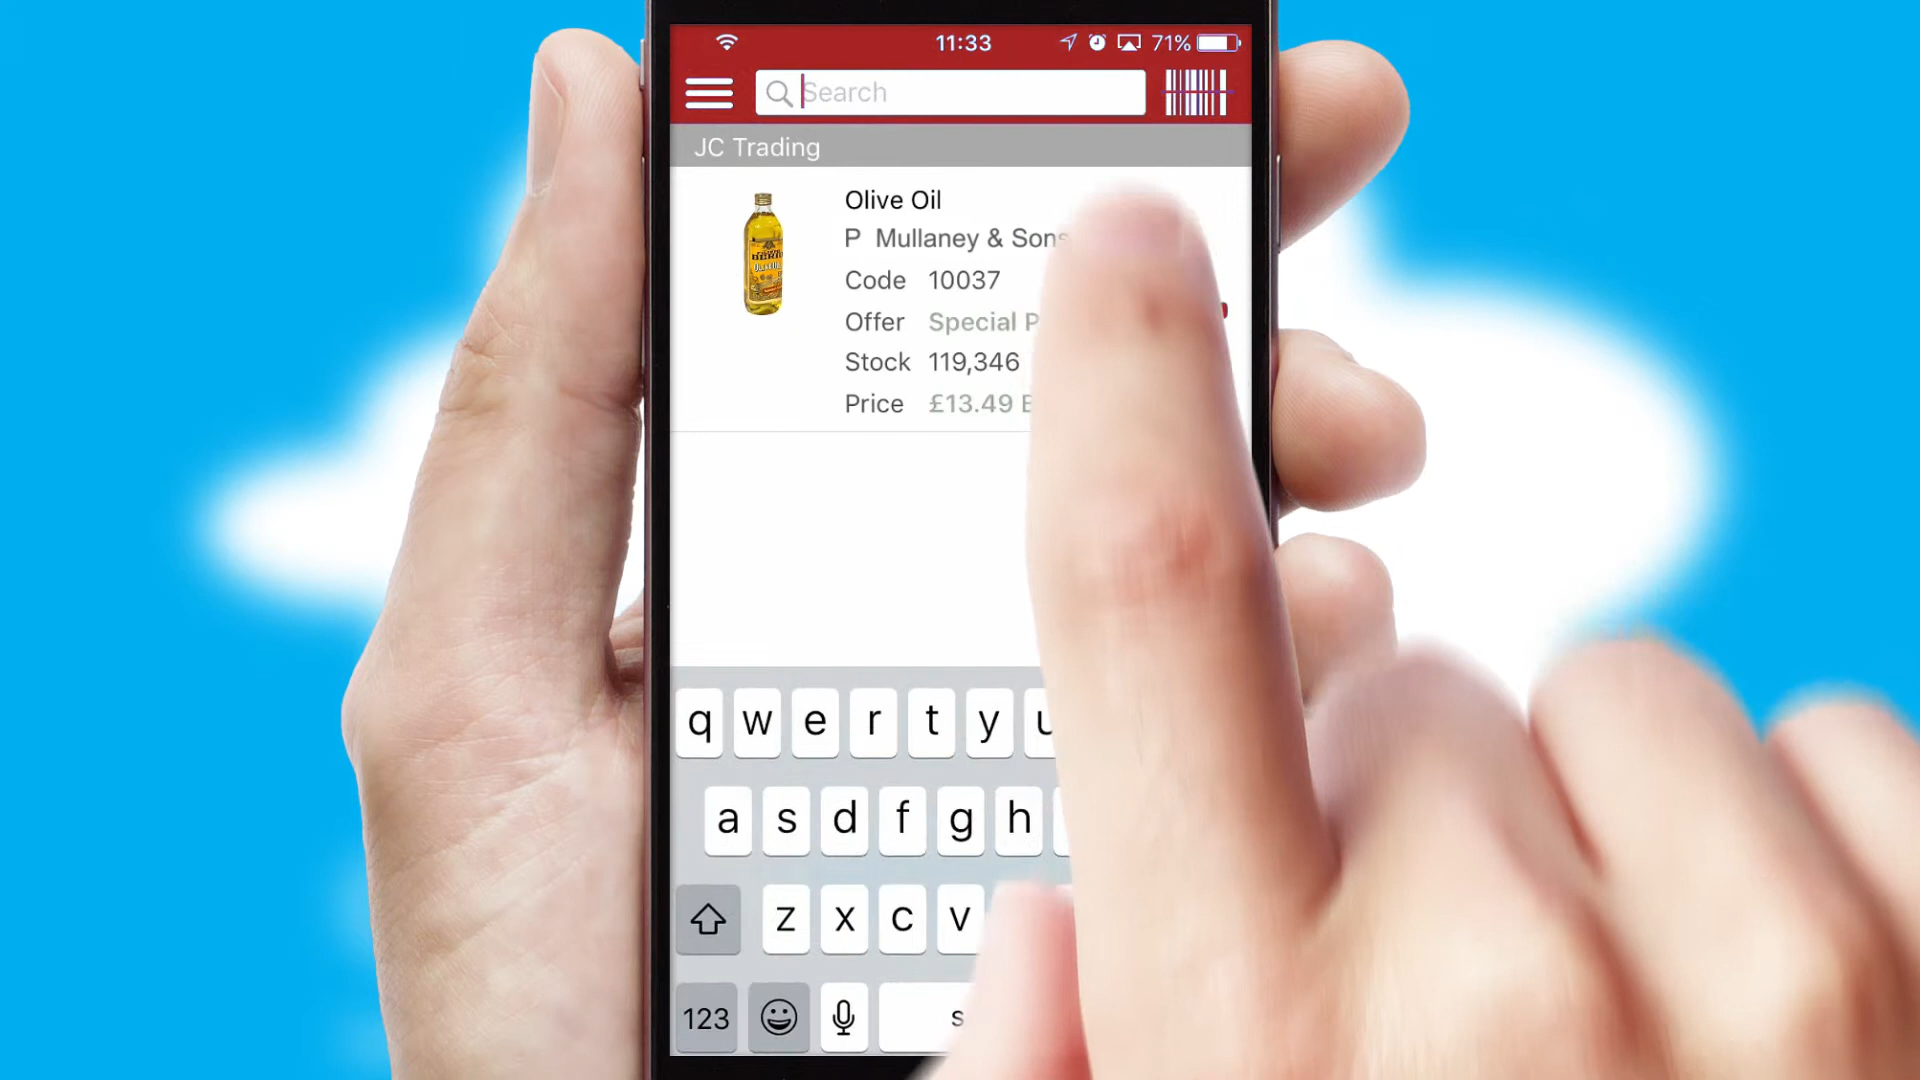 11:33 71%
Search
JC Trading
Olive Oil
P Mullaney & Sons
Code 10037
Offer Special
Stock 119,346
Price £13.49
q w e r t y u
a s d f g h
z x c v
123